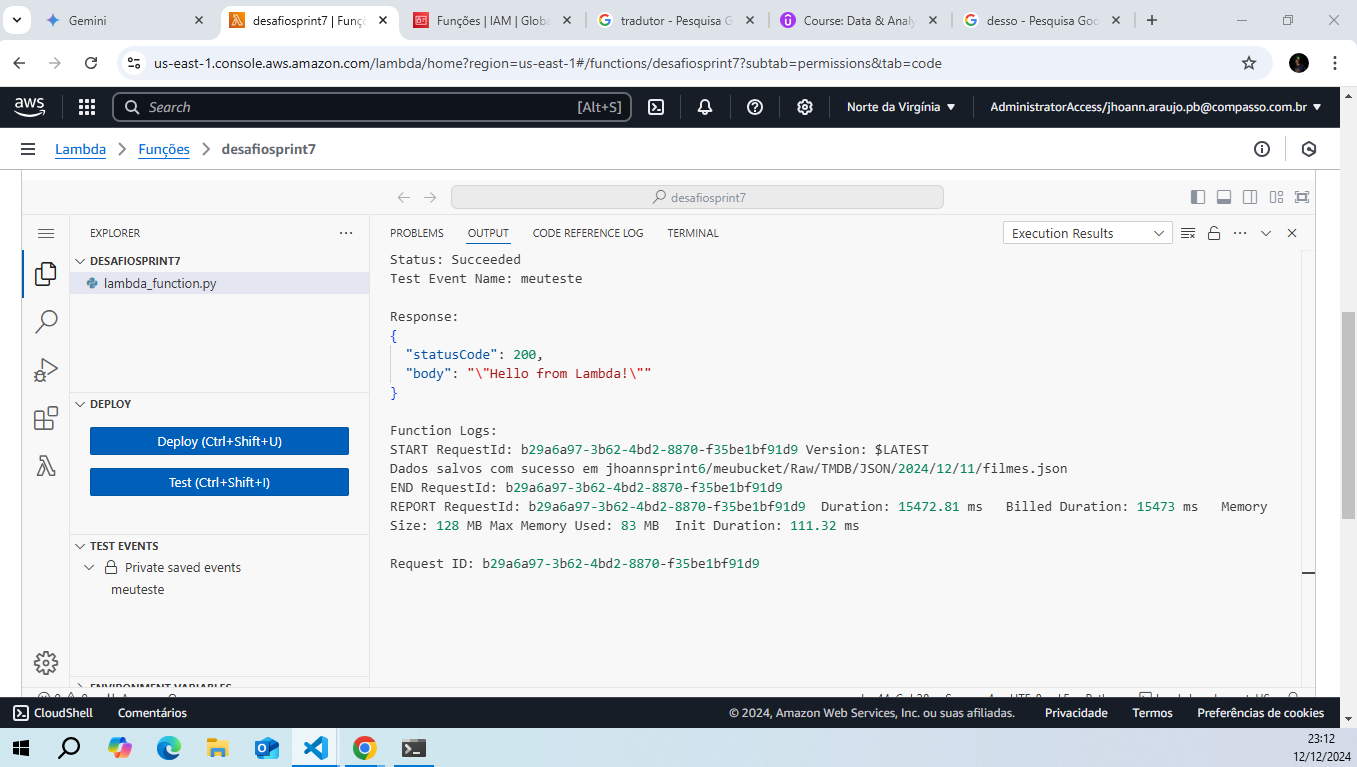 Gemini
desafiosprint7 | Funçõ
Funções | IAM | Globa
tradutor - Pesquisa G
Course: Data & Analy
desso - Pesquisa Goo
us-east-1.console.aws.amazon.com/lambda/home?region=us-east-1#/functions/desafiosprint7?subtab=permissions&tab=code
aws
Search
[Alt+S]
Norte da Virgínia
AdministratorAccess/jhoann.araujo.pb@compasso.com.br
Lambda
Funções
desafiosprint7
desafiosprint7
EXPLORER
PROBLEMS
OUTPUT
CODE REFERENCE LOG
TERMINAL
Execution Results
DESAFIOSPRINT7
lambda_function.py
Status: Succeeded
Test Event Name: meuteste
Response:
{
"statusCode": 200,
"body": "\"Hello from Lambda!\""
}
DEPLOY
Deploy (Ctrl+Shift+U)
Test (Ctrl+Shift+I)
Function Logs:
START RequestId: b29a6a97-3b62-4bd2-8870-f35be1bf91d9 Version: $LATEST
Dados salvos com sucesso em jhoannsprint6/meubucket/Raw/TMDB/JSON/2024/12/11/filmes.json
END RequestId: b29a6a97-3b62-4bd2-8870-f35be1bf91d9
REPORT RequestId: b29a6a97-3b62-4bd2-8870-f35be1bf91d9 Duration: 15472.81 ms Billed Duration: 15473 ms Memory
Size: 128 MB Max Memory Used: 83 MB Init Duration: 111.32 ms
Request ID: b29a6a97-3b62-4bd2-8870-f35be1bf91d9
TEST EVENTS
Private saved events
meuteste
ENVIRONMENT VARIABLES
CloudShell
Comentários
© 2024, Amazon Web Services, Inc. ou suas afiliadas.
Privacidade
Termos
Preferências de cookies
23:12
12/12/2024